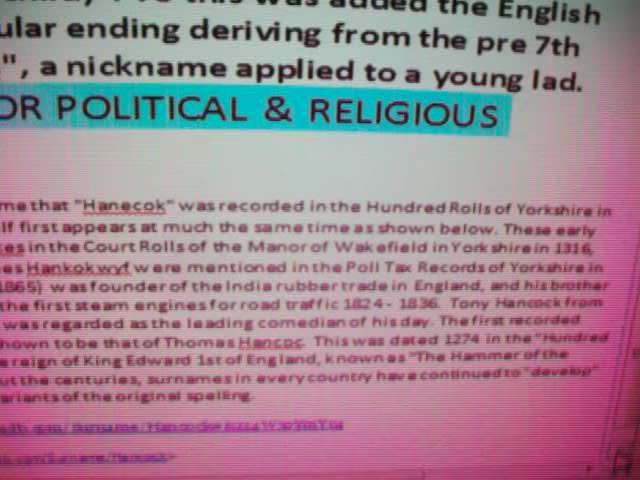 this was added the English
ular ending deriving from the pre 7th
", a nickname applied to a young lad.
OR POLITICAL & RELIGIOUS
me that "Hanecok" was recorded in the Hundred Rolls of Yorkshire in
lf first appears at much the same time as shown below. These early
es in the Court Rolls of the Manor of Wakefield in Yorkshire in 1316,
es Hankokwyf were mentioned in the Poll Tax Records of Yorkshire in
1865) was founder of the India rubber trade in England, and his brother
the first steam engines for road traffic 1824 - 1836. Tony Hancock from
was regarded as the leading comedian of his day. The first recorded
hown to be that of Thomas Hancoc. This was dated 1274 in the "Hundred
e reign of King Edward 1st of England, known as "The Hammer of the
ut the centuries, surnames in every country have continued to "develop"
ariants of the original spelling.